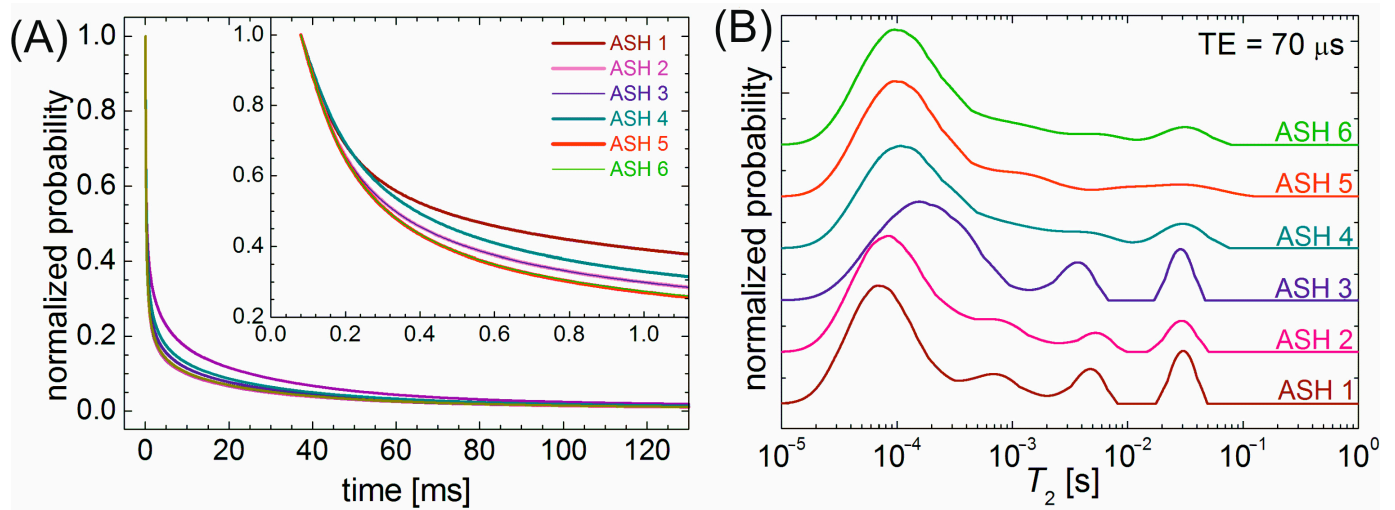 (A)
normalized probability
1.0
0.8
0.6
0.4
0.2
0.0
0 20 40 60 80 100 120
time [ms]
1.0
0.8
0.6
0.4
0.2
0.0 0.2 0.4 0.6 0.8 1.0
ASH 1
ASH 2
ASH 3
ASH 4
ASH 5
ASH 6
(B)
TE = 70 μs
normalized probability
ASH 6
ASH 5
ASH 4
ASH 3
ASH 2
ASH 1
10⁻⁵ 10⁻⁴ 10⁻³ 10⁻² 10⁻¹ 10⁰
T₂ [s]